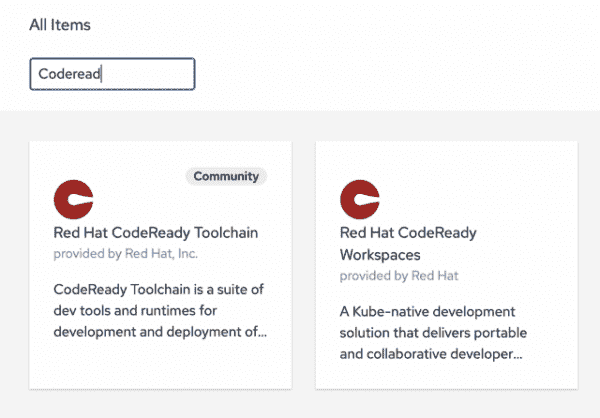 All Items
Coderead
Community
Red Hat CodeReady Toolchain
provided by Red Hat, Inc.
CodeReady Toolchain is a suite of
dev tools and runtimes for
development and deployment of...
Red Hat CodeReady
Workspaces
provided by Red Hat
A Kube-native development
solution that delivers portable
and collaborative developer...